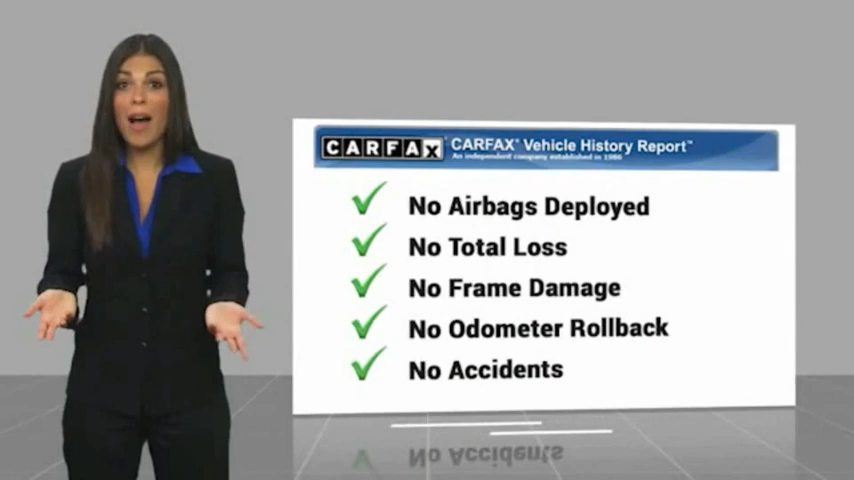 CARFAX CARFAX Vehicle History Report™
An independent company established in 1986
No Airbags Deployed
No Total Loss
No Frame Damage
No Odometer Rollback
No Accidents
No Accidents